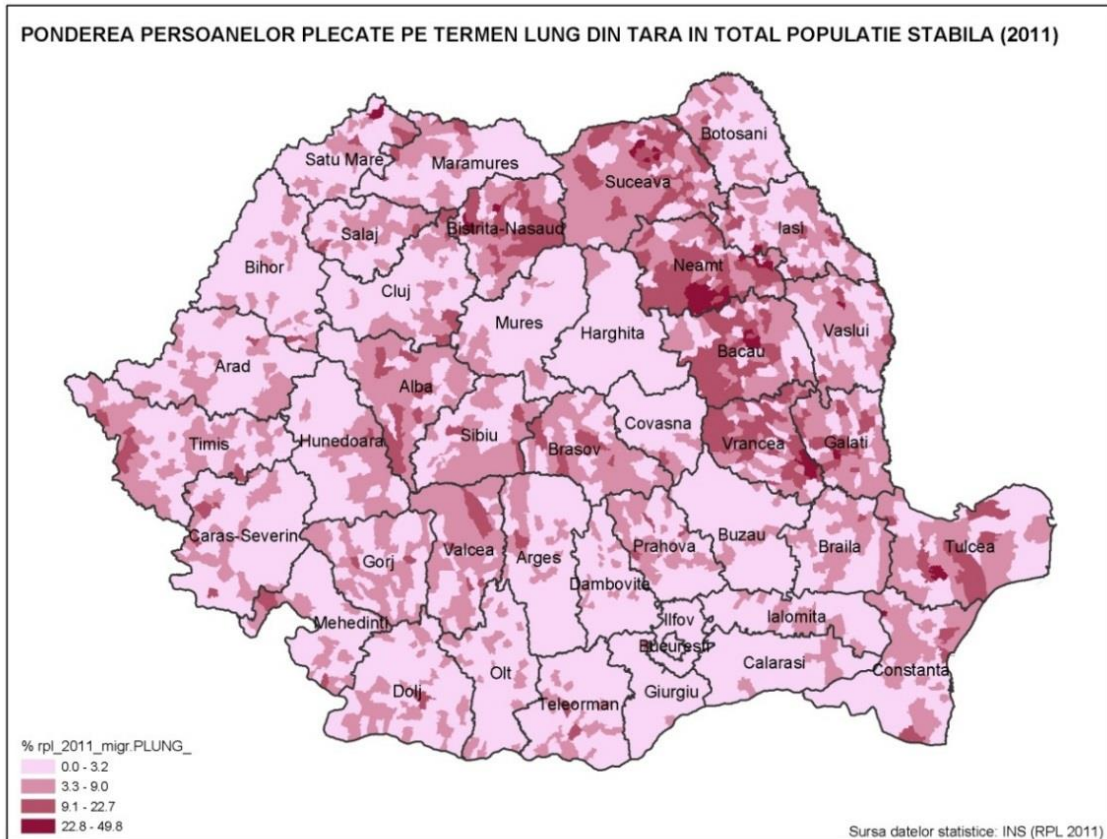 PONDEREA PERSOANELOR PLECATE PE TERMEN LUNG DIN TARA IN TOTAL POPULATIE STABILA (2011)
Botosani
Satu Mare
Maramures
Suceava
Iasi
Salaj
Bistrita-Nasaud
Neamt
Bihor
Cluj
Mures
Harghita
Bacau
Vaslui
Arad
Alba
Timis
Hunedoara
Sibiu
Brasov
Covasna
Vrancea
Galati
Caras-Severin
Gorj
Valcea
Arges
Prahova
Buzau
Braila
Tulcea
Dambovita
Mehedinti
Ilfov
Ialomita
Bucuresti
Calarasi
Constanta
Dolj
Olt
Teleorman
Giurgiu
% rpl_2011_migr.PLUNG_
0.0 - 3.2
3.3 - 9.0
9.1 - 22.7
22.8 - 49.8
Sursa datelor statistice: INS (RPL 2011)